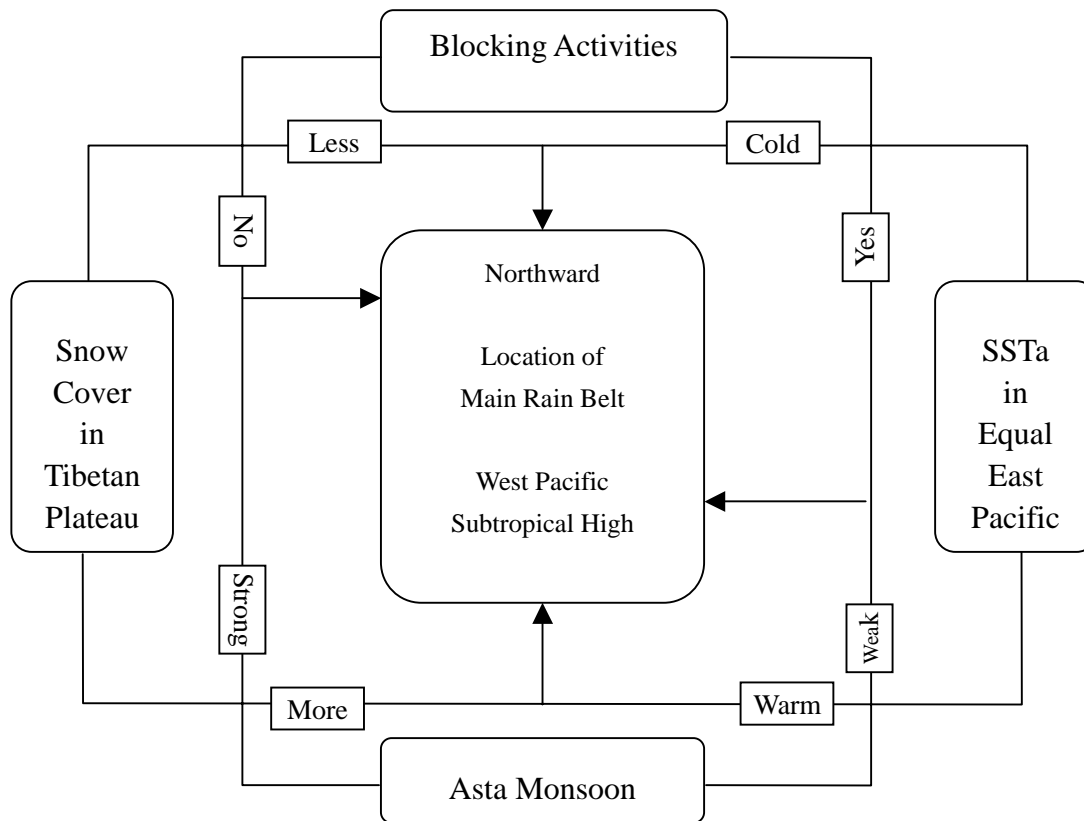 Blocking Activities
Less
Cold
No
Yes
Northward
Location of
Main Rain Belt
West Pacific
Subtropical High
Snow
Cover
in
Tibetan
Plateau
SSTa
in
Equal
East
Pacific
Strong
Weak
More
Warm
Asta Monsoon